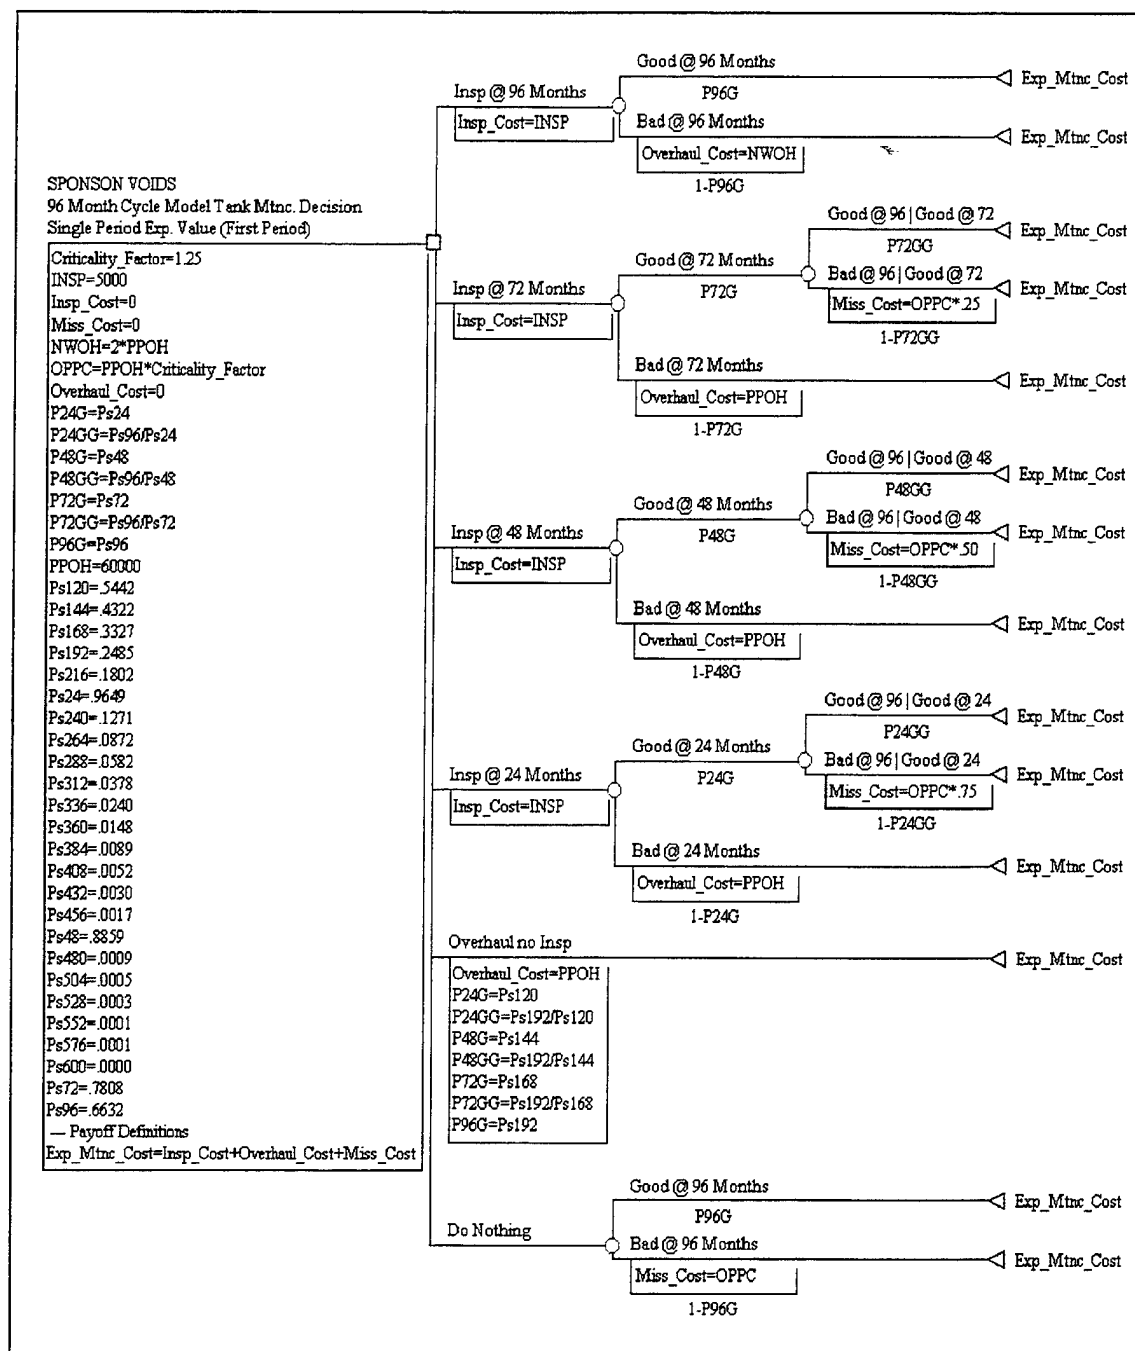 SPONSON VOIDS
96 Month Cycle Model Tank Mtnc. Decision
Single Period Exp. Value (First Period)
Criticality_Factor=1.25
INSP=5000
Insp_Cost=0
Miss_Cost=0
NWOH=2*PPOH
OPPC=PPOH*Criticality_Factor
Overhaul_Cost=0
P24G=Ps24
P24GG=Ps96/Ps24
P48G=Ps48
P48GG=Ps96/Ps48
P72G=Ps72
P72GG=Ps96/Ps72
P96G=Ps96
PPOH=60000
Ps120=.5442
Ps144=.4322
Ps168=.3327
Ps192=.2485
Ps216=.1802
Ps24=.9649
Ps240=.1271
Ps264=.0872
Ps288=.0582
Ps312=.0378
Ps336=.0240
Ps360=.0148
Ps384=.0089
Ps408=.0052
Ps432=.0030
Ps456=.0017
Ps48=.8859
Ps480=.0009
Ps504=.0005
Ps528=.0003
Ps552=.0001
Ps576=.0001
Ps600=.0000
Ps72=.7808
Ps96=.6632
— Payoff Definitions
Exp_Mtnc_Cost=Insp_Cost+Overhaul_Cost+Miss_Cost
Insp @ 96 Months
Insp_Cost=INSP
Good @ 96 Months
P96G
Exp_Mtnc_Cost
Bad @ 96 Months
Overhaul_Cost=NWOH
1-P96G
Exp_Mtnc_Cost
Insp @ 72 Months
Insp_Cost=INSP
Good @ 72 Months
P72G
Good @ 96 | Good @ 72
P72GG
Exp_Mtnc_Cost
Bad @ 96 | Good @ 72
Miss_Cost=OPPC*.25
1-P72GG
Exp_Mtnc_Cost
Bad @ 72 Months
Overhaul_Cost=PPOH
1-P72G
Exp_Mtnc_Cost
Insp @ 48 Months
Insp_Cost=INSP
Good @ 48 Months
P48G
Good @ 96 | Good @ 48
P48GG
Exp_Mtnc_Cost
Bad @ 96 | Good @ 48
Miss_Cost=OPPC*.50
1-P48GG
Exp_Mtnc_Cost
Bad @ 48 Months
Overhaul_Cost=PPOH
1-P48G
Exp_Mtnc_Cost
Insp @ 24 Months
Insp_Cost=INSP
Good @ 24 Months
P24G
Good @ 96 | Good @ 24
P24GG
Exp_Mtnc_Cost
Bad @ 96 | Good @ 24
Miss_Cost=OPPC*.75
1-P24GG
Exp_Mtnc_Cost
Bad @ 24 Months
Overhaul_Cost=PPOH
1-P24G
Exp_Mtnc_Cost
Overhaul no Insp
Overhaul_Cost=PPOH
P24G=Ps120
P24GG=Ps192/Ps120
P48G=Ps144
P48GG=Ps192/Ps144
P72G=Ps168
P72GG=Ps192/Ps168
P96G=Ps192
Exp_Mtnc_Cost
Do Nothing
Good @ 96 Months
P96G
Exp_Mtnc_Cost
Bad @ 96 Months
Miss_Cost=OPPC
1-P96G
Exp_Mtnc_Cost